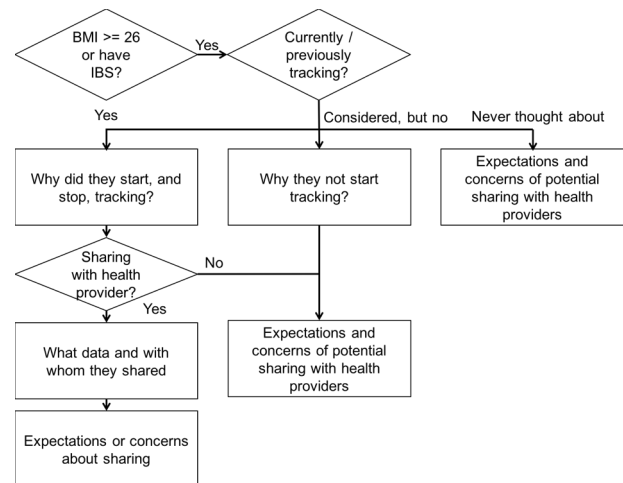 BMI >= 26
or have
IBS?
Yes
Currently /
previously
tracking?
Yes
Considered, but no
Never thought about
Why did they start, and
stop, tracking?
Why they not start
tracking?
Expectations and
concerns of potential
sharing with health
providers
Sharing
with health
provider?
No
Yes
What data and with
whom they shared
Expectations and
concerns of potential
sharing with health
providers
Expectations or concerns
about sharing